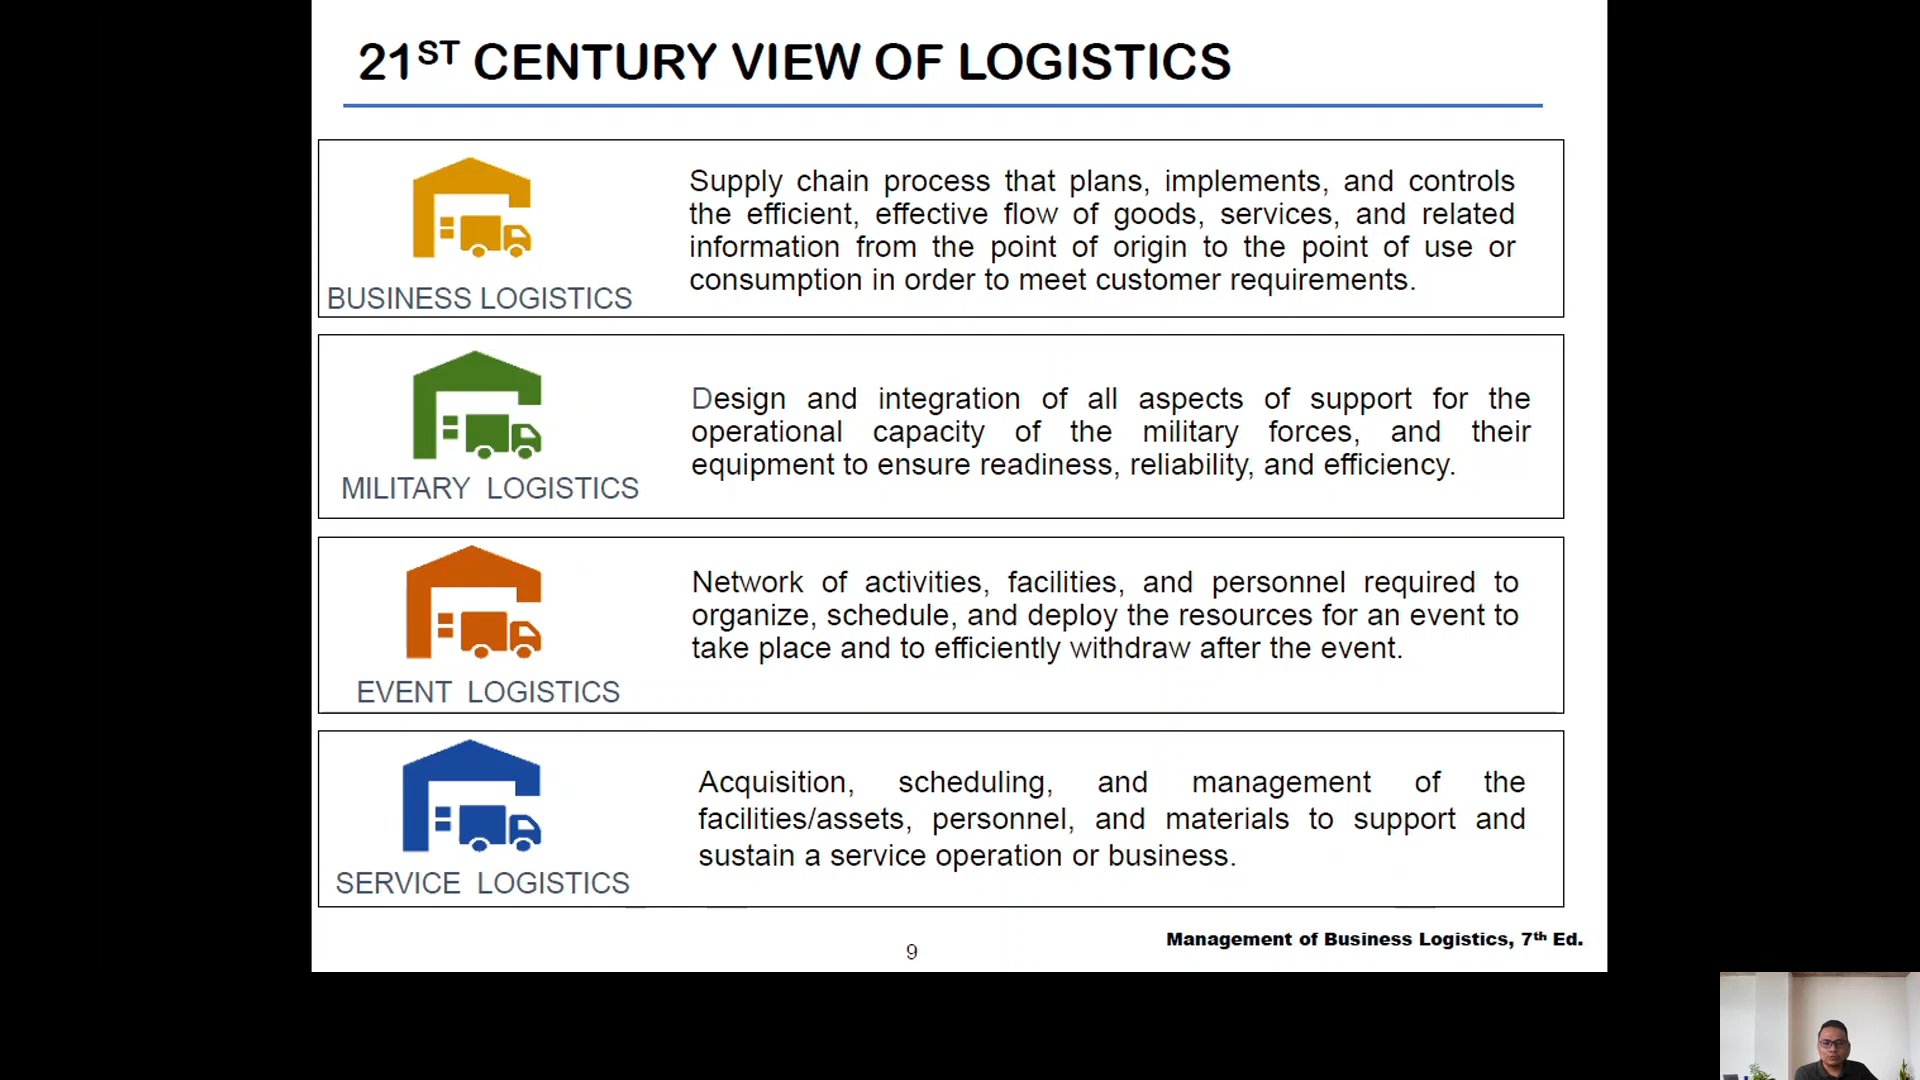 21ST CENTURY VIEW OF LOGISTICS
Supply chain process that plans, implements, and controls
the efficient, effective flow of goods, services, and related
information from the point of origin to the point of use or
consumption in order to meet customer requirements.
BUSINESS LOGISTICS
Design and integration of all aspects of support for the
operational capacity of the military forces, and their
equipment to ensure readiness, reliability, and efficiency.
MILITARY LOGISTICS
Network of activities, facilities, and personnel required to
organize, schedule, and deploy the resources for an event to
take place and to efficiently withdraw after the event.
EVENT LOGISTICS
Acquisition, scheduling, and management of the
facilities/assets, personnel, and materials to support and
sustain a service operation or business.
SERVICE LOGISTICS
Management of Business Logistics, 7th Ed.
9